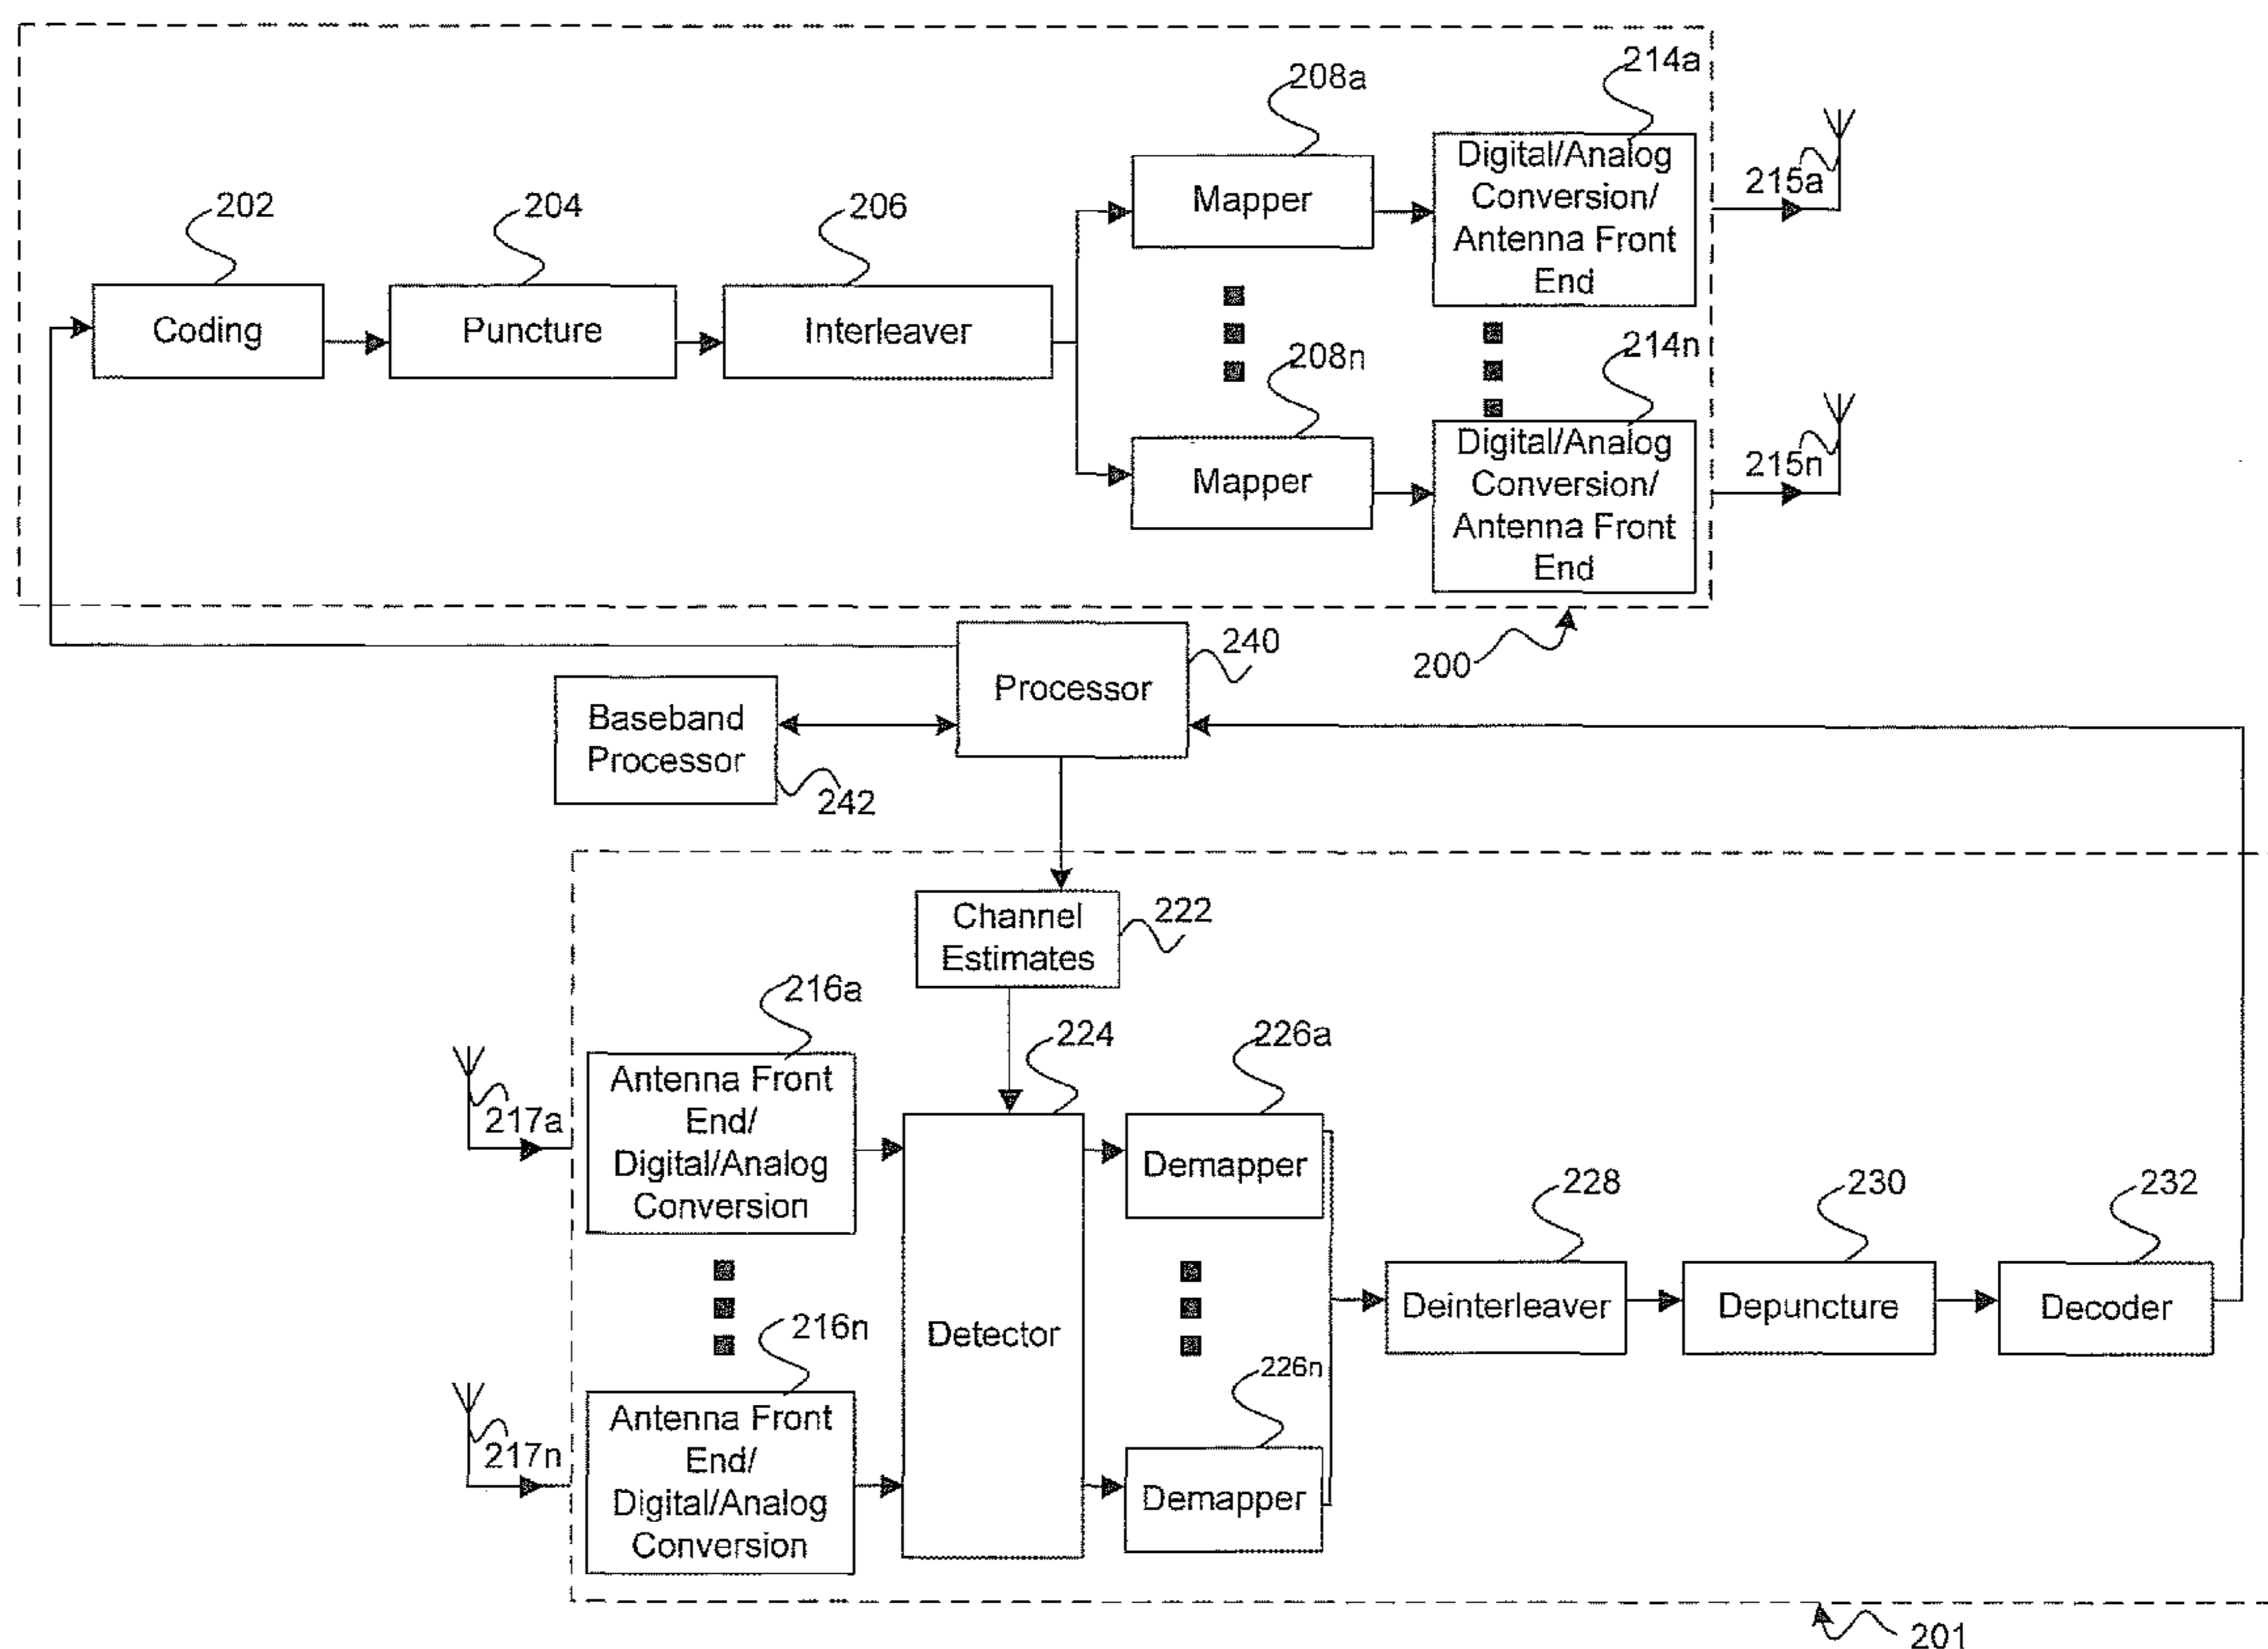 208a
214a
Digital/Analog
Conversion/
Antenna Front
End
215a
202
204
206
Mapper
Coding
Puncture
Interleaver
208n
214n
Mapper
Digital/Analog
Conversion/
Antenna Front
End
215n
200
240
Processor
Baseband
Processor
242
Channel
Estimates
222
216a
224
226a
217a
Antenna Front
End/
Digital/Analog
Conversion
Demapper
228
230
232
Detector
Deinterleaver
Depuncture
Decoder
216n
226n
217n
Antenna Front
End/
Digital/Analog
Conversion
Demapper
201